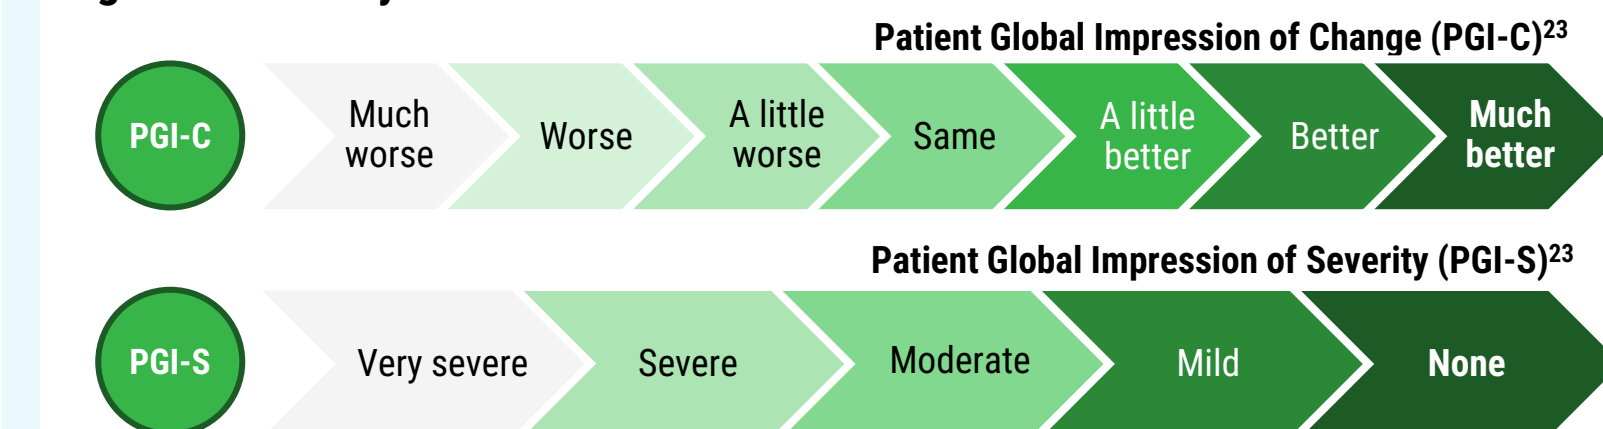 Patient Global Impression of Change (PGI-C)23
PGI-C
Much
worse
Worse
A little
worse
Same
A little
better
Better
Much
better
Patient Global Impression of Severity (PGI-S)23
PGI-S
Very severe
Severe
Moderate
Mild
None